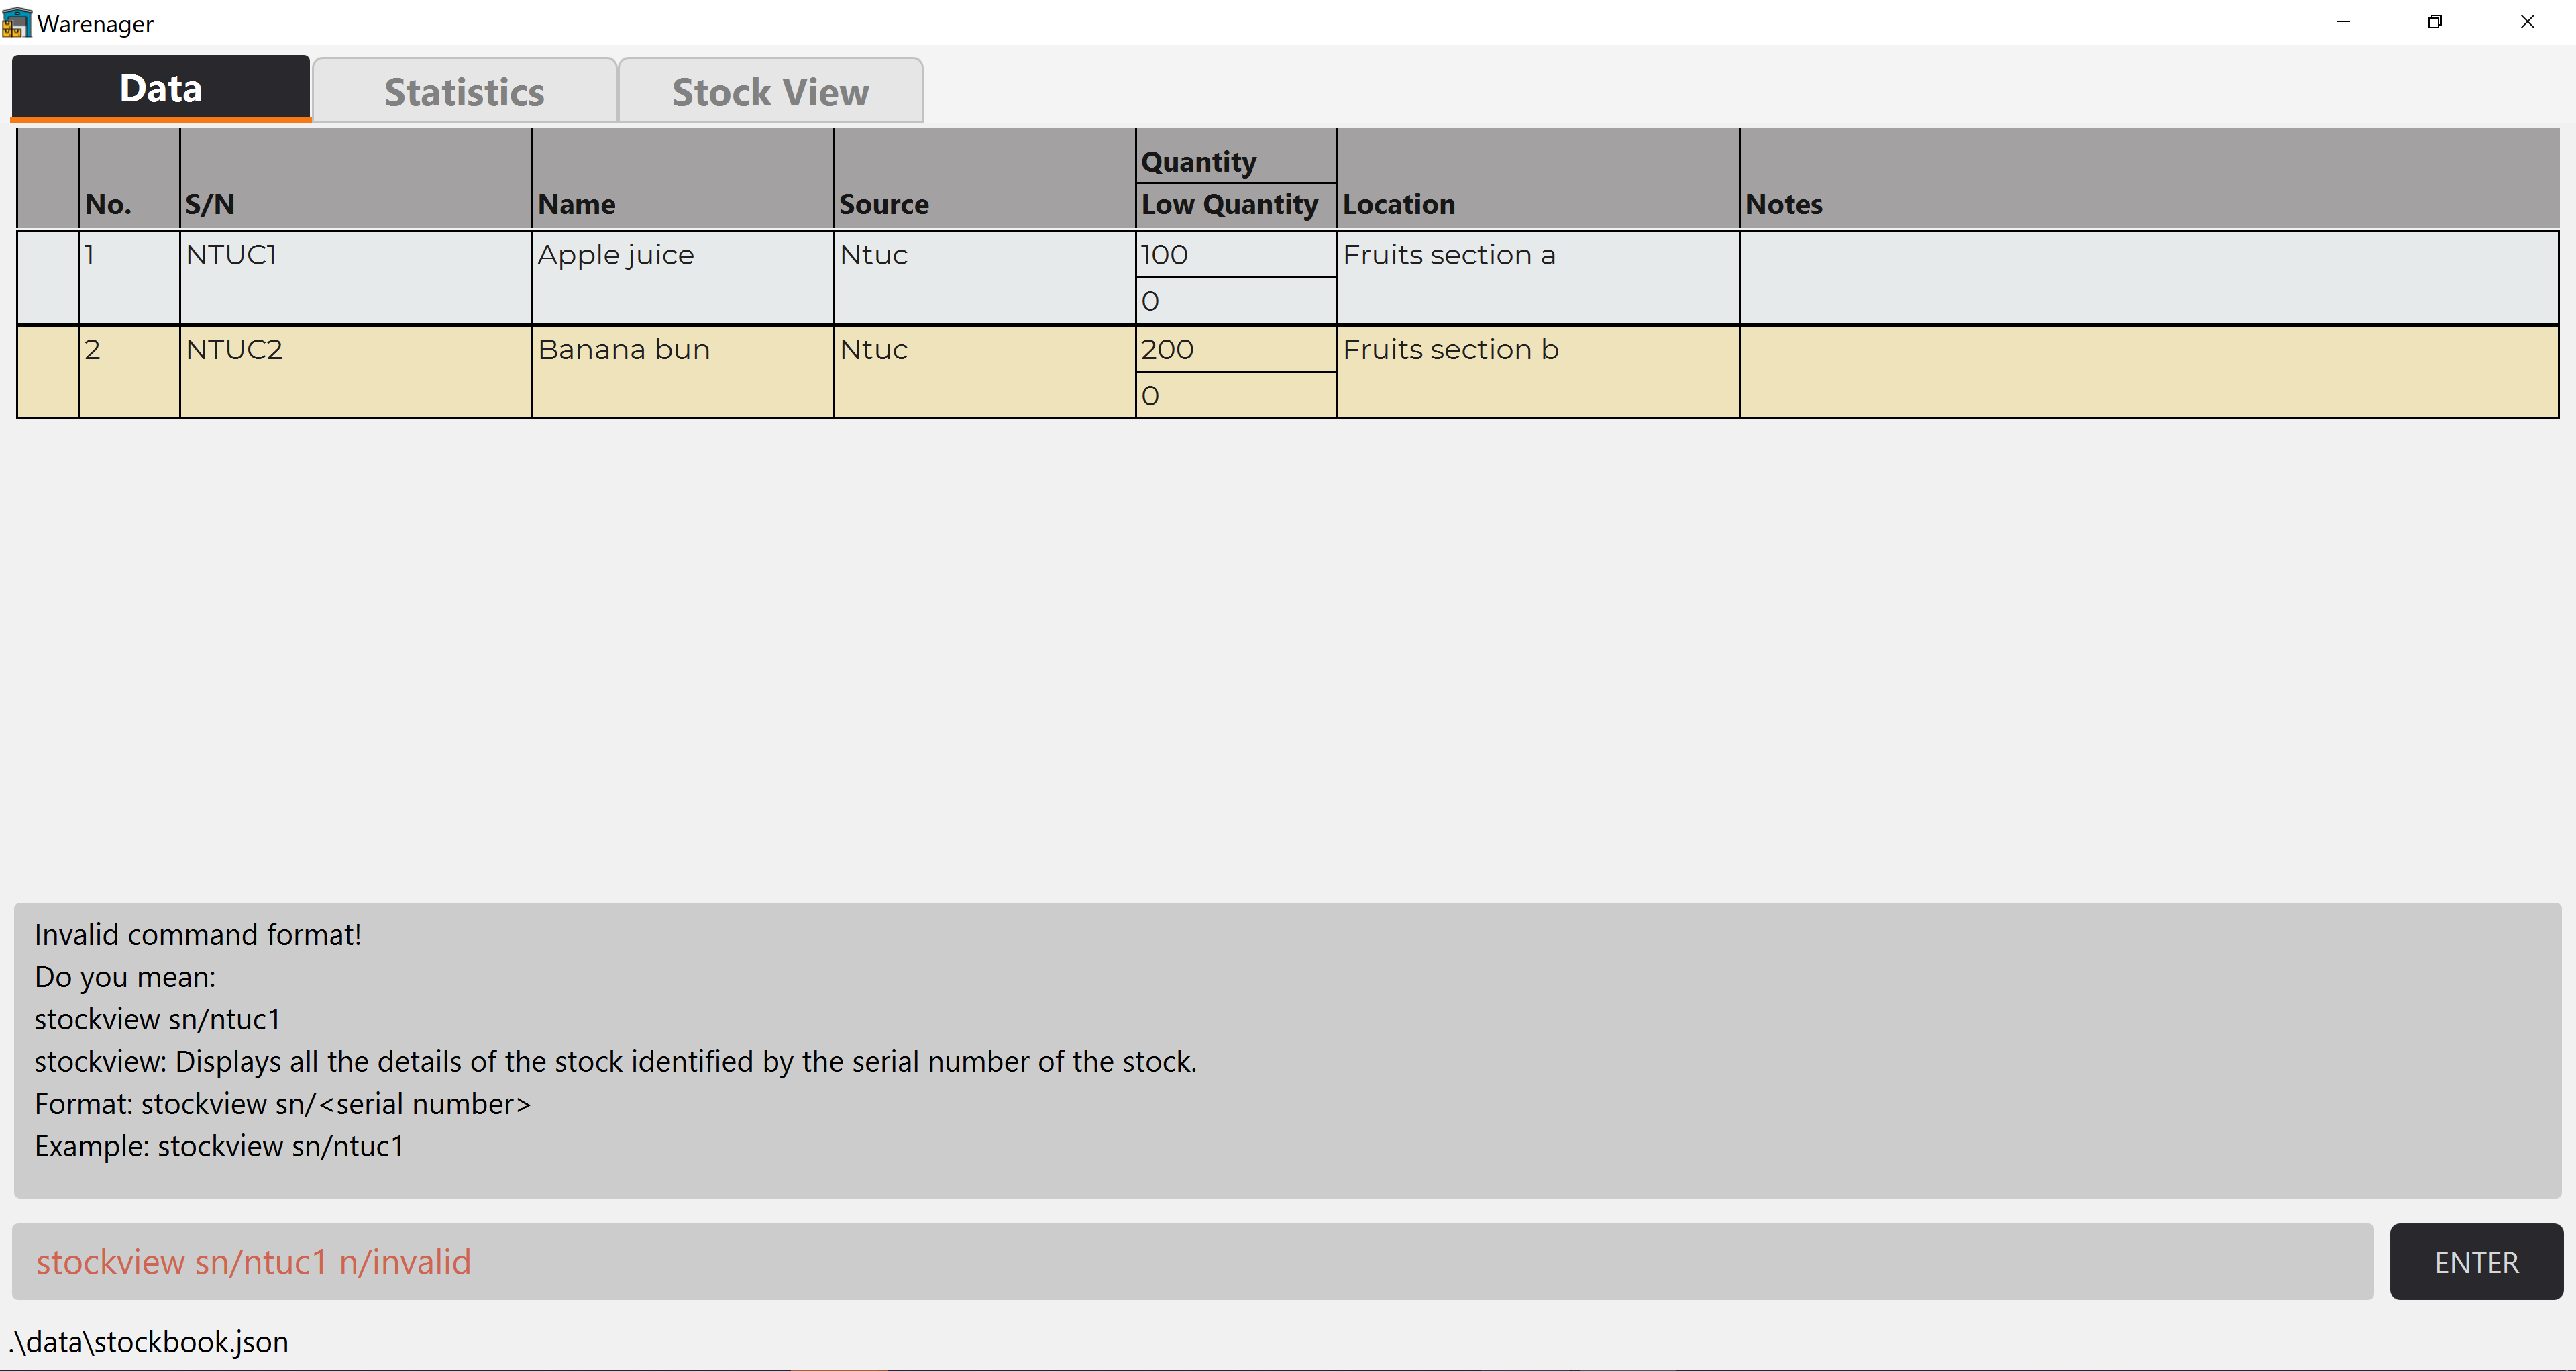 Warenager
Data Statistics Stock View
Quantity
No. S/N Name Source Low Quantity Location Notes
1 NTUC1 Apple juice Ntuc 100 Fruits section a
0
2 NTUC2 Banana bun Ntuc 200 Fruits section b
0
Invalid command format!
Do you mean:
stockview sn/ntuc1
stockview: Displays all the details of the stock identified by the serial number of the stock.
Format: stockview sn/<serial number>
Example: stockview sn/ntuc1
stockview sn/ntuc1 n/invalid ENTER
.\data\stockbook.json